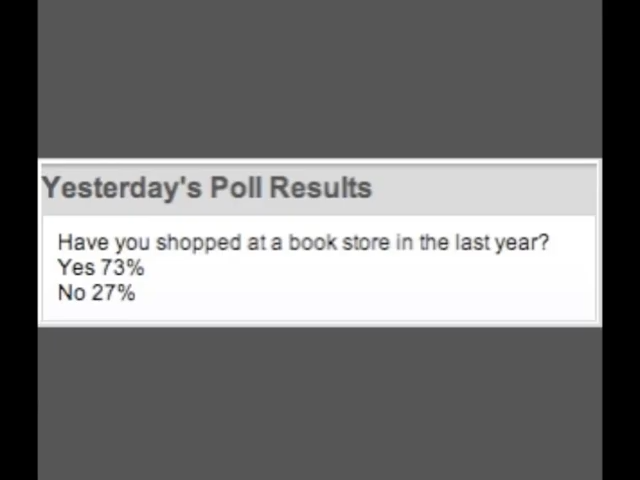 Yesterday's Poll Results
Have you shopped at a book store in the last year?
Yes 73%
No 27%